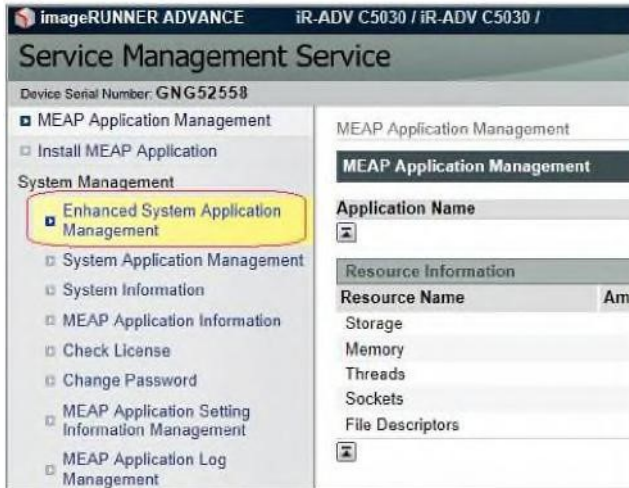 imageRUNNER ADVANCE iR-ADV C5030 / iR-ADV C5030 /
Service Management Service
Device Serial Number: GNG52558
MEAP Application Management
Install MEAP Application
System Management
Enhanced System Application
Management
System Application Management
System Information
MEAP Application Information
Check License
Change Password
MEAP Application Setting
Information Management
MEAP Application Log
Management
MEAP Application Management
MEAP Application Management
Application Name
Resource Information
Resource Name Am
Storage
Memory
Threads
Sockets
File Descriptors